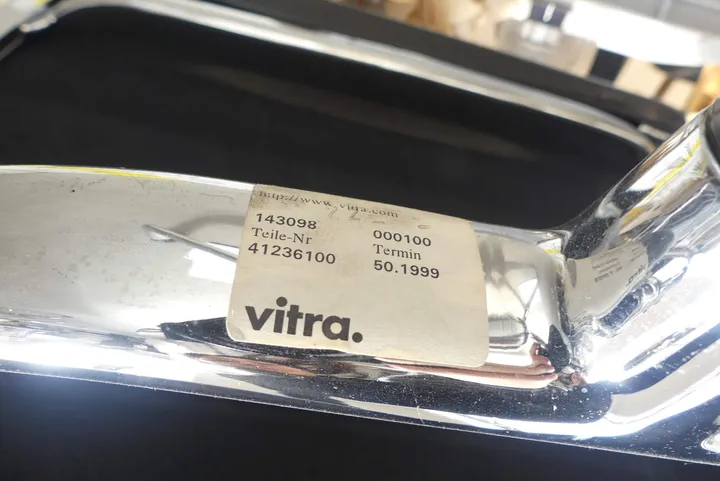 http://www.vitra.com
143098 000100
Teile-Nr Termin
41236100 50.1999
vitra.